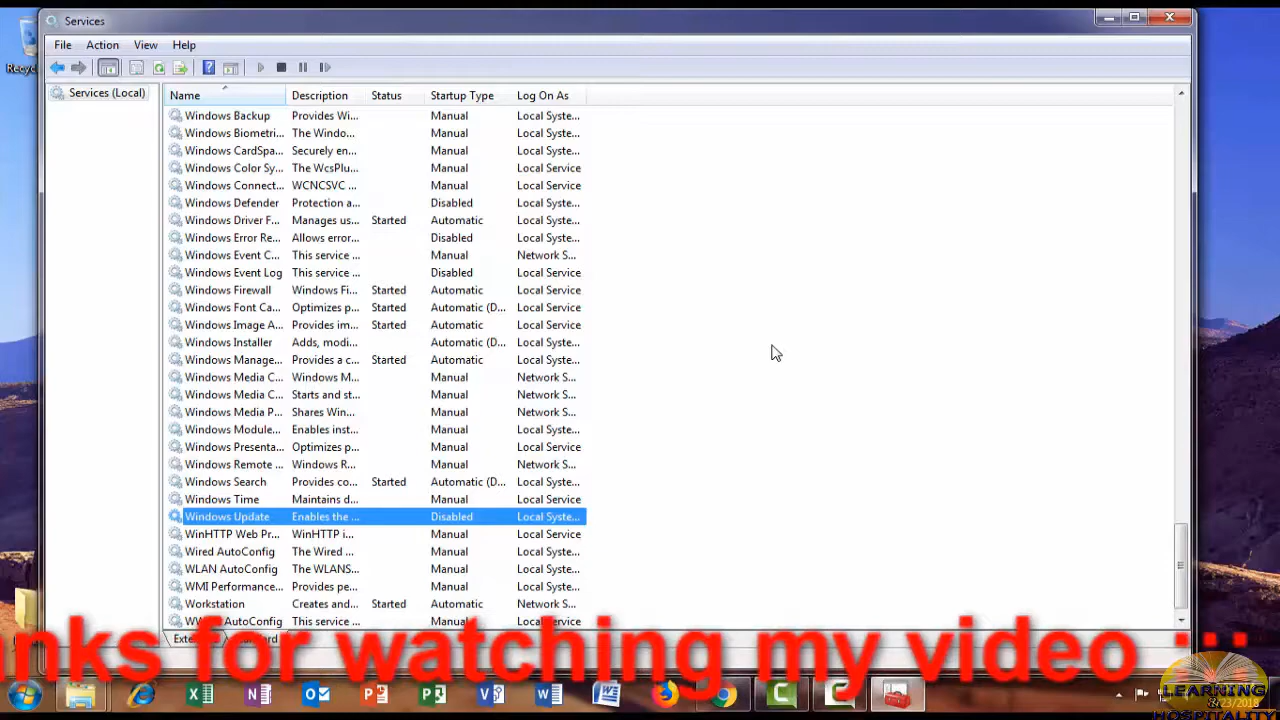 Services
File Action View Help
Recyc
Services (Local)
Name Description Status Startup Type Log On As
Windows Backup Provides Wi... Manual Local Syste...
Windows Biometri... The Windo... Manual Local Syste...
Windows CardSpa... Securely en... Manual Local Syste...
Windows Color Sy... The WcsPlu... Manual Local Service
Windows Connect... WCNCSVC ... Manual Local Service
Windows Defender Protection a... Disabled Local Syste...
Windows Driver F... Manages us... Started Automatic Local Syste...
Windows Error Re... Allows error... Disabled Local Syste...
Windows Event C... This service ... Manual Network S...
Windows Event Log This service ... Disabled Local Service
Windows Firewall Windows Fi... Started Automatic Local Service
Windows Font Ca... Optimizes p... Started Automatic (D... Local Service
Windows Image A... Provides im... Started Automatic Local Service
Windows Installer Adds, modi... Automatic (D... Local Syste...
Windows Manage... Provides a c... Started Automatic Local Syste...
Windows Media C... Windows M... Manual Network S...
Windows Media C... Starts and st... Manual Network S...
Windows Media P... Shares Win... Manual Network S...
Windows Module... Enables inst... Manual Local Syste...
Windows Presenta... Optimizes p... Manual Local Service
Windows Remote ... Windows R... Manual Network S...
Windows Search Provides co... Started Automatic (D... Local Syste...
Windows Time Maintains d... Manual Local Service
Windows Update Enables the ... Disabled Local Syste...
WinHTTP Web Pr... WinHTTP i... Manual Local Service
Wired AutoConfig The Wired ... Manual Local Syste...
WLAN AutoConfig The WLANS... Manual Local Syste...
WMI Performance... Provides pe... Manual Local Syste...
Workstation Creates and... Started Automatic Network S...
AutoConfig This service ... Manual Local Service
nks for watching my video ...
LEARNING
8/23/2018
HOSPITALITY